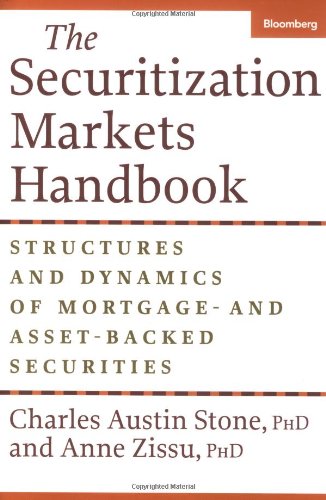 Bloomberg
The
Securitization
Markets
Handbook
STRUCTURES
AND DYNAMICS
OF MORTGAGE- AND
ASSET-BACKED
SECURITIES
Charles Austin Stone, PHD
and Anne Zissu, PHD